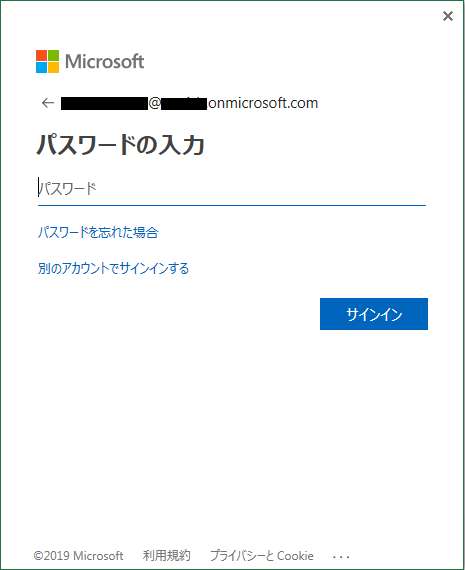 Microsoft
@ onmicrosoft.com
パスワードの入力
パスワード
パスワードを忘れた場合
別のアカウントでサインインする
サインイン
©2019 Microsoft 利用規約 プライバシーと Cookie ...